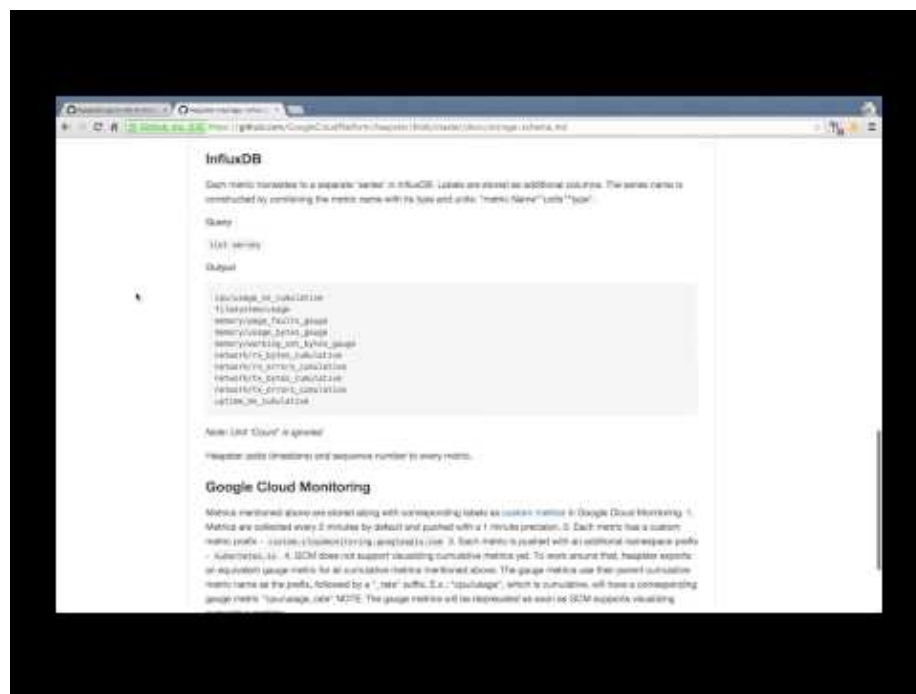 github.com/GoogleCloudPlatform/heapster/blob/master/docs/storage-schema.md
InfluxDB
Each metric translates to a separate 'series' in InfluxDB. Labels are stored as additional columns. The series name is
constructed by combining the metric name with its type and units: "metric Name"_"units"_"type".
Query
list series
Output
cpu/usage_ns_cumulative
filesystem/usage
memory/page_faults_gauge
memory/usage_bytes_gauge
memory/working_set_bytes_gauge
network/rx_bytes_cumulative
network/rx_errors_cumulative
network/tx_bytes_cumulative
network/tx_errors_cumulative
uptime_ms_cumulative
Note: Unit 'Count' is ignored
Heapster adds timestamp and sequence number to every metric.
Google Cloud Monitoring
Metrics mentioned above are stored along with corresponding labels as custom metrics in Google Cloud Monitoring. 1.
Metrics are collected every 2 minutes by default and pushed with a 1 minute precision. 2. Each metric has a custom
metric prefix - custom.cloudmonitoring.googleapis.com 3. Each metric is pushed with an additional namespace prefix
- kubernetes.io. 4. GCM does not support visualizing cumulative metrics yet. To work around that, heapster exports
an equivalent gauge metric for all cumulative metrics mentioned above. The gauge metrics use their parent cumulative
metric name as the prefix, followed by a "_rate" suffix. E.x.: "cpu/usage", which is cumulative, will have a corresponding
gauge metric "cpu/usage_rate" NOTE: The gauge metrics will be deprecated as soon as GCM supports visualizing